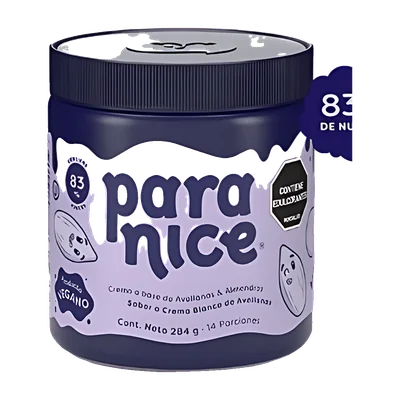 83
DE NU
83
%
para
nice
CONTIENE
EDULCORANTES
Crema a base de Avellanas & Almendras
Sabor a Crema Blanca de Avellanas
Cont. Neto 284 g · 14 Porciones
Producto
VEGANO